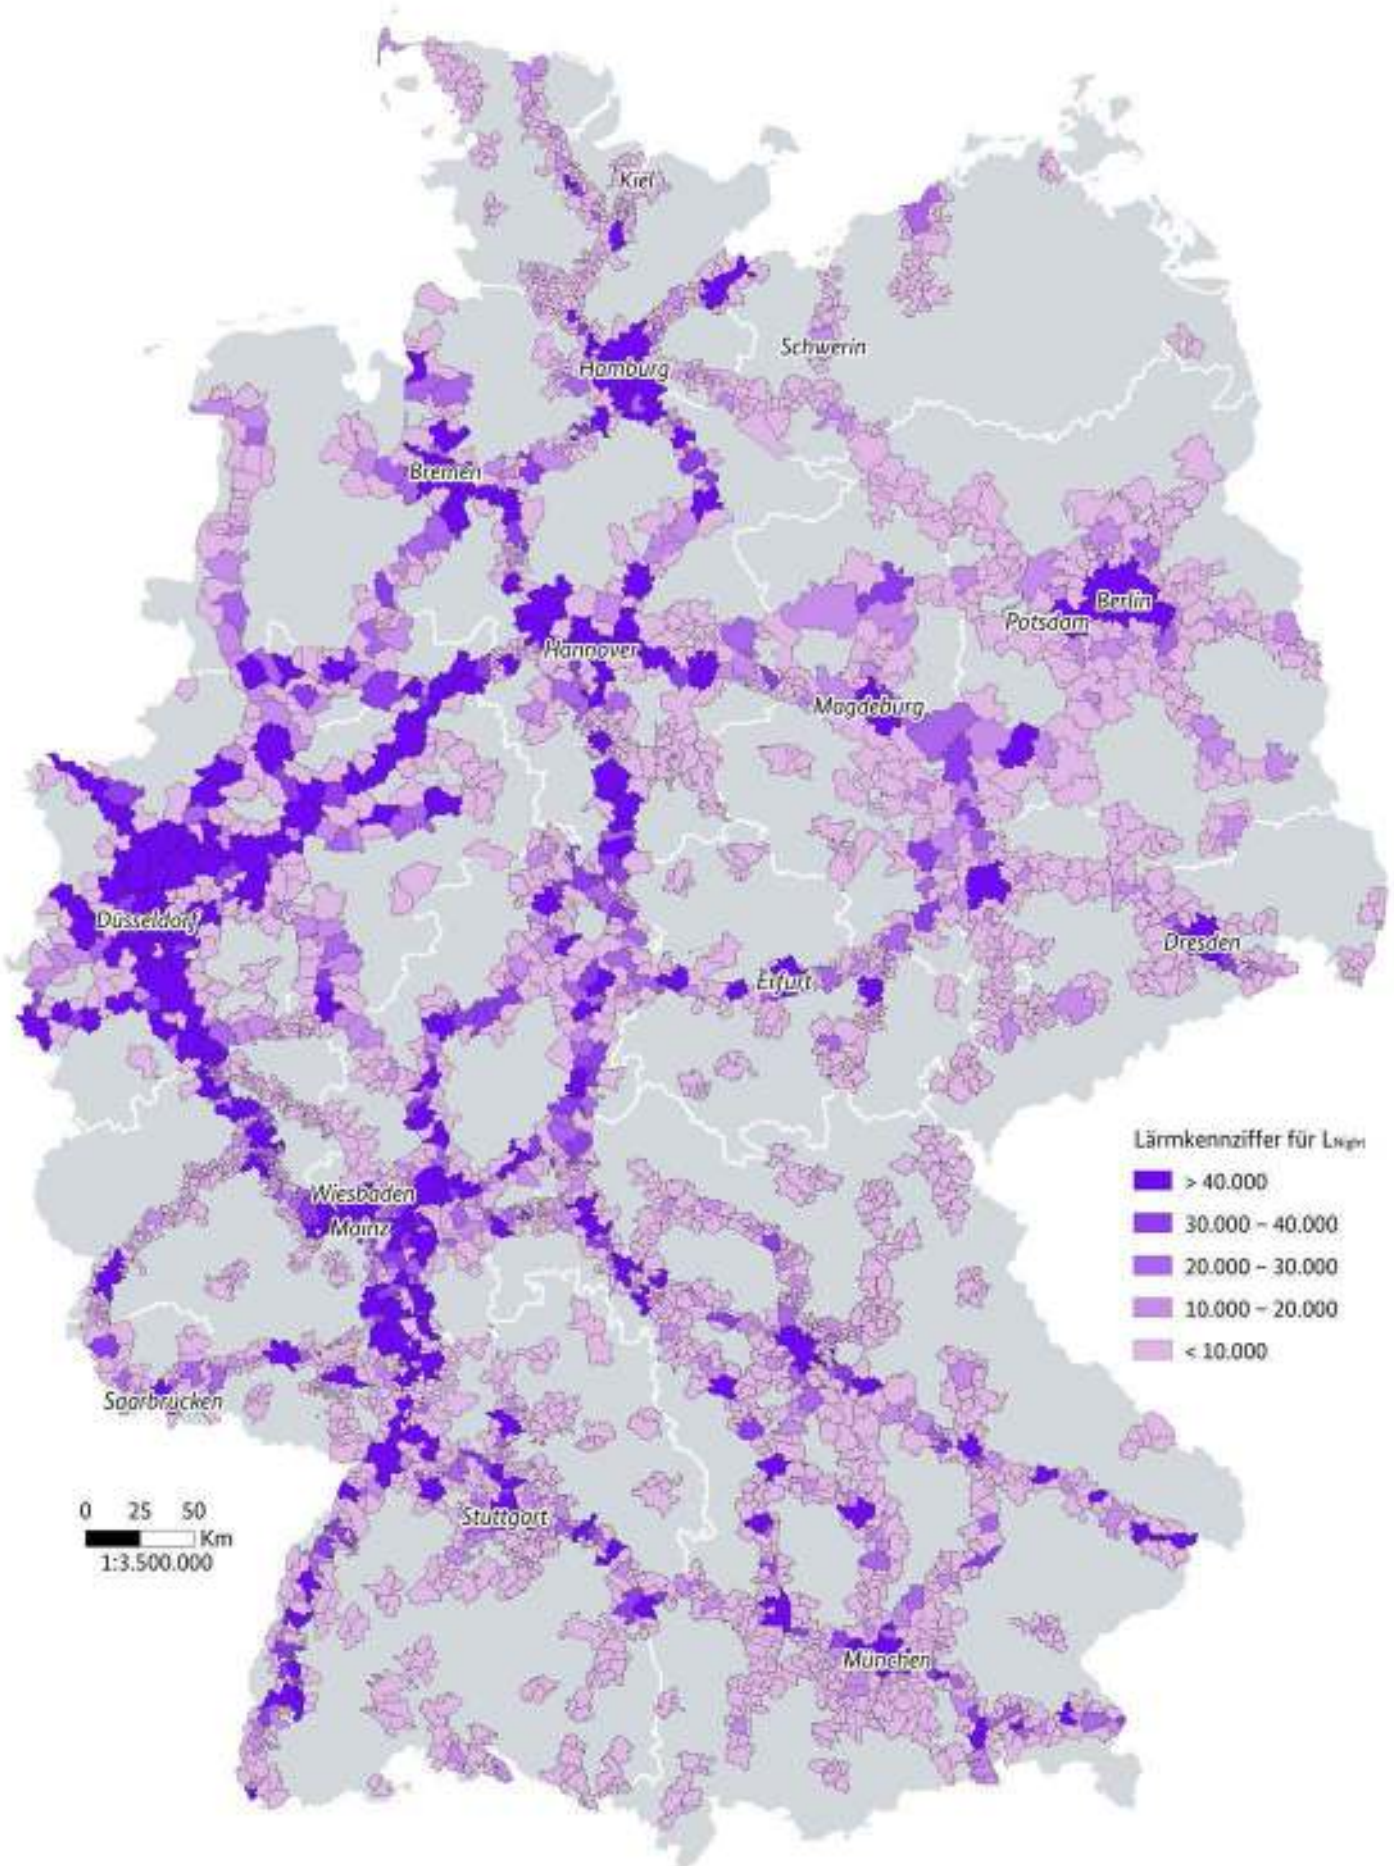 Kiel
Schwerin
Hamburg
Bremen
Berlin
Potsdam
Hannover
Magdeburg
Düsseldorf
Dresden
Erfurt
Lärmkennziffer für LNight
> 40.000
30.000 – 40.000
20.000 – 30.000
10.000 – 20.000
< 10.000
Wiesbaden
Mainz
Saarbrücken
0 25 50
Km
1:3.500.000
Stuttgart
München